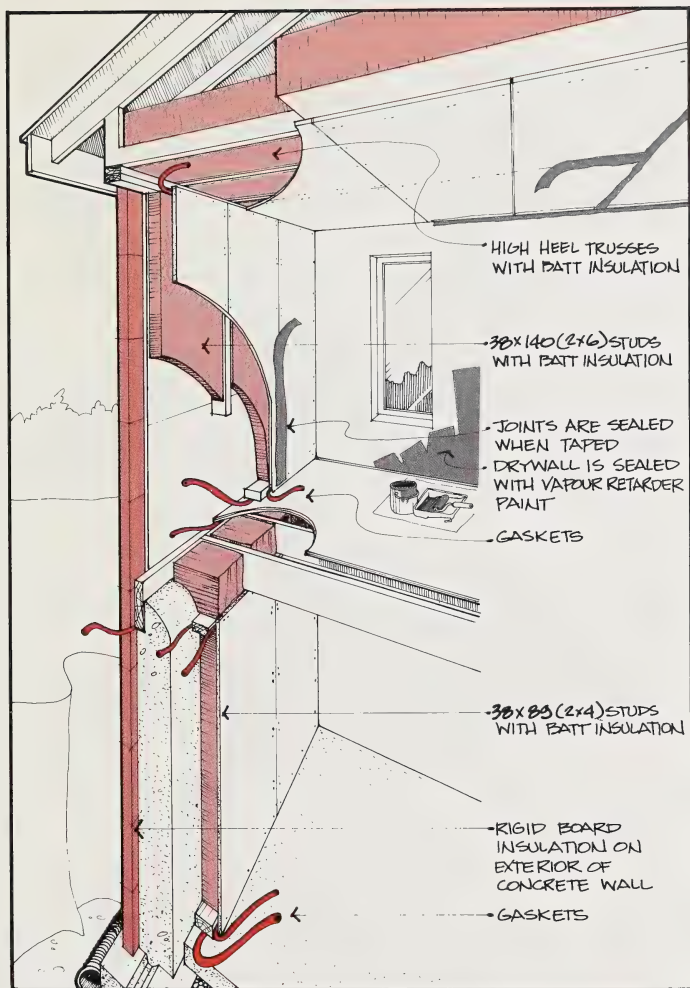 HIGH HEEL TRUSSES
WITH BATT INSULATION
38×140 (2×6) STUDS
WITH BATT INSULATION
JOINTS ARE SEALED
WHEN TAPED
DRYWALL IS SEALED
WITH VAPOUR RETARDER
PAINT
GASKETS
38×89 (2×4) STUDS
WITH BATT INSULATION
RIGID BOARD
INSULATION ON
EXTERIOR OF
CONCRETE WALL
GASKETS